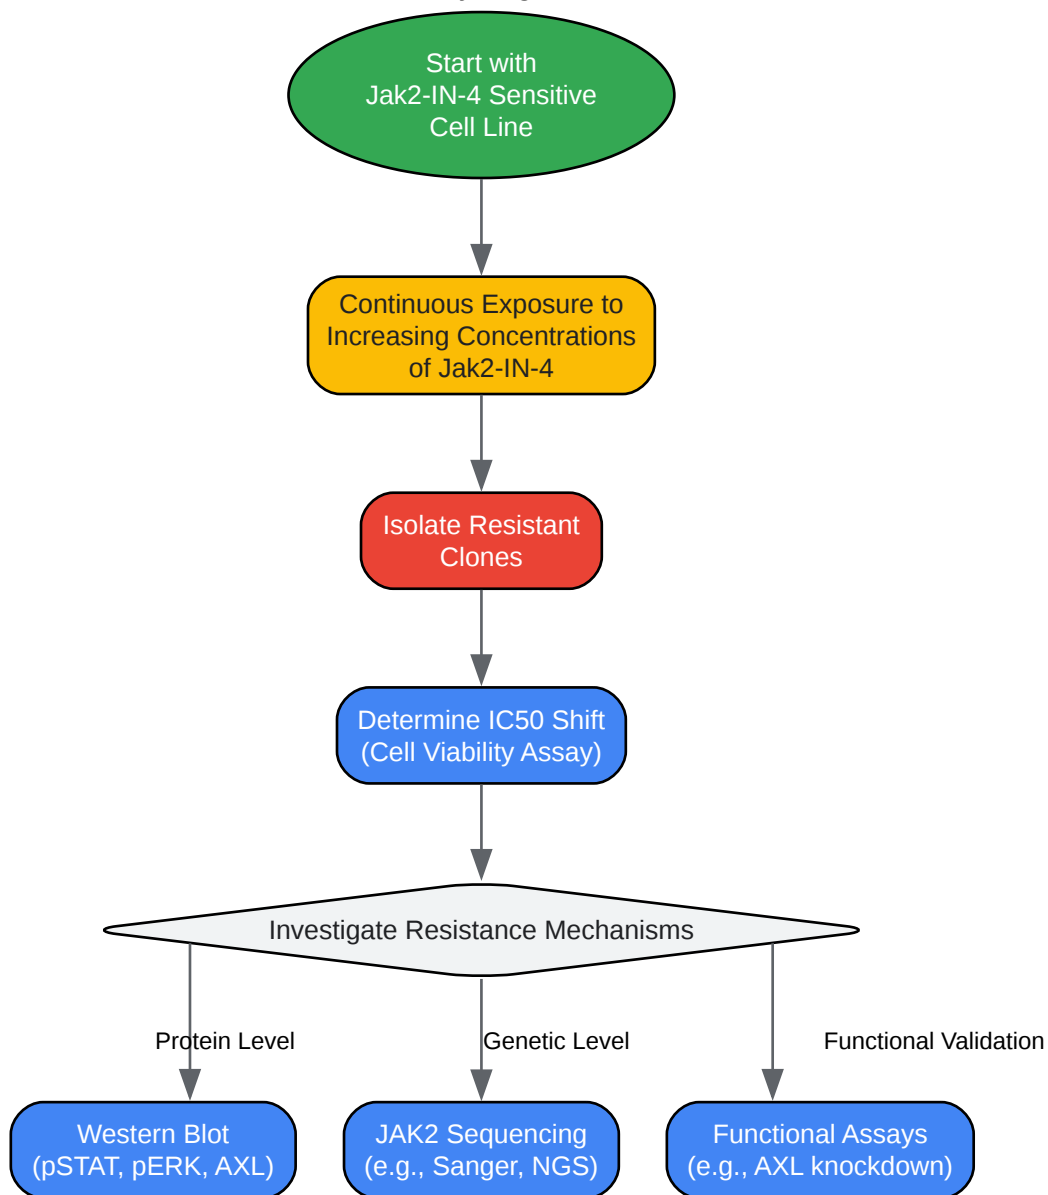 Start with
Jak2-IN-4 Sensitive
Cell Line
Continuous Exposure to
Increasing Concentrations
of Jak2-IN-4
Isolate Resistant
Clones
Determine IC50 Shift
(Cell Viability Assay)
Investigate Resistance Mechanisms
Protein Level
Genetic Level
Functional Validation
Western Blot
(pSTAT, pERK, AXL)
JAK2 Sequencing
(e.g., Sanger, NGS)
Functional Assays
(e.g., AXL knockdown)